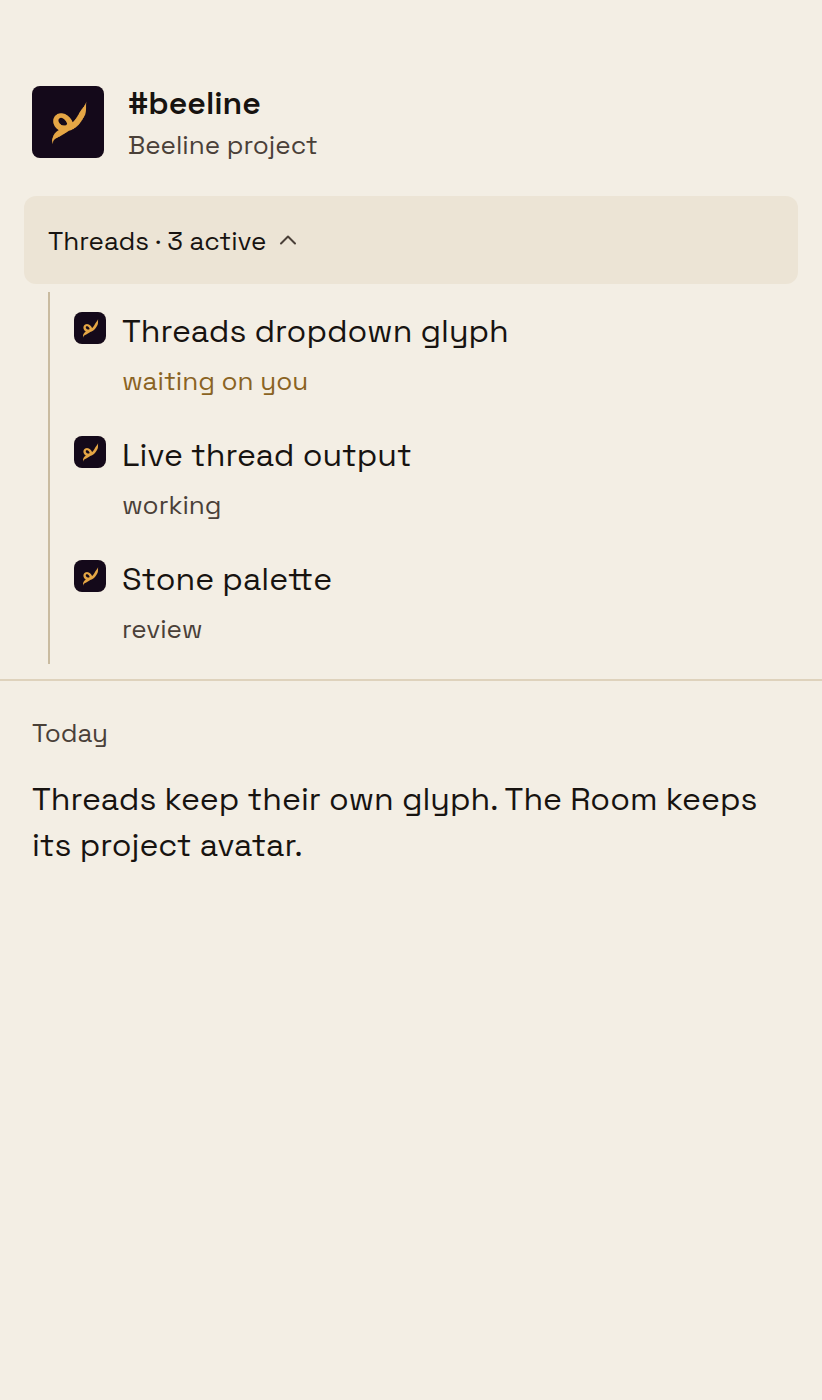 #beeline
Beeline project
Threads · 3 active
Threads dropdown glyph
waiting on you
Live thread output
working
Stone palette
review
Today
Threads keep their own glyph. The Room keeps
its project avatar.